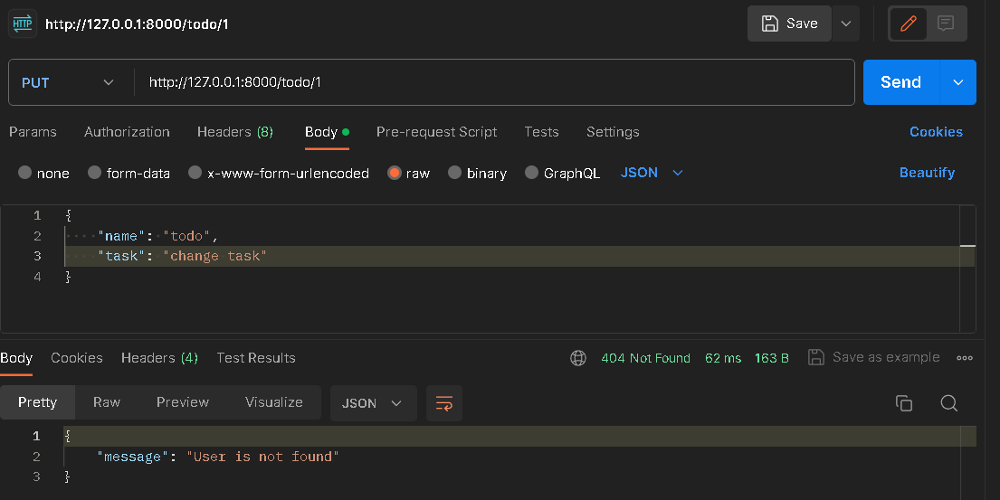 HTTP http://127.0.0.1:8000/todo/1 Save
PUT http://127.0.0.1:8000/todo/1 Send
Params Authorization Headers (8) Body Pre-request Script Tests Settings Cookies
none form-data x-www-form-urlencoded raw binary GraphQL JSON Beautify
1 {
2 "name": "todo",
3 "task": "change task"
4 }
Body Cookies Headers (4) Test Results 404 Not Found 62 ms 163 B Save as example
Pretty Raw Preview Visualize JSON
1 {
2 "message": "User is not found"
3 }